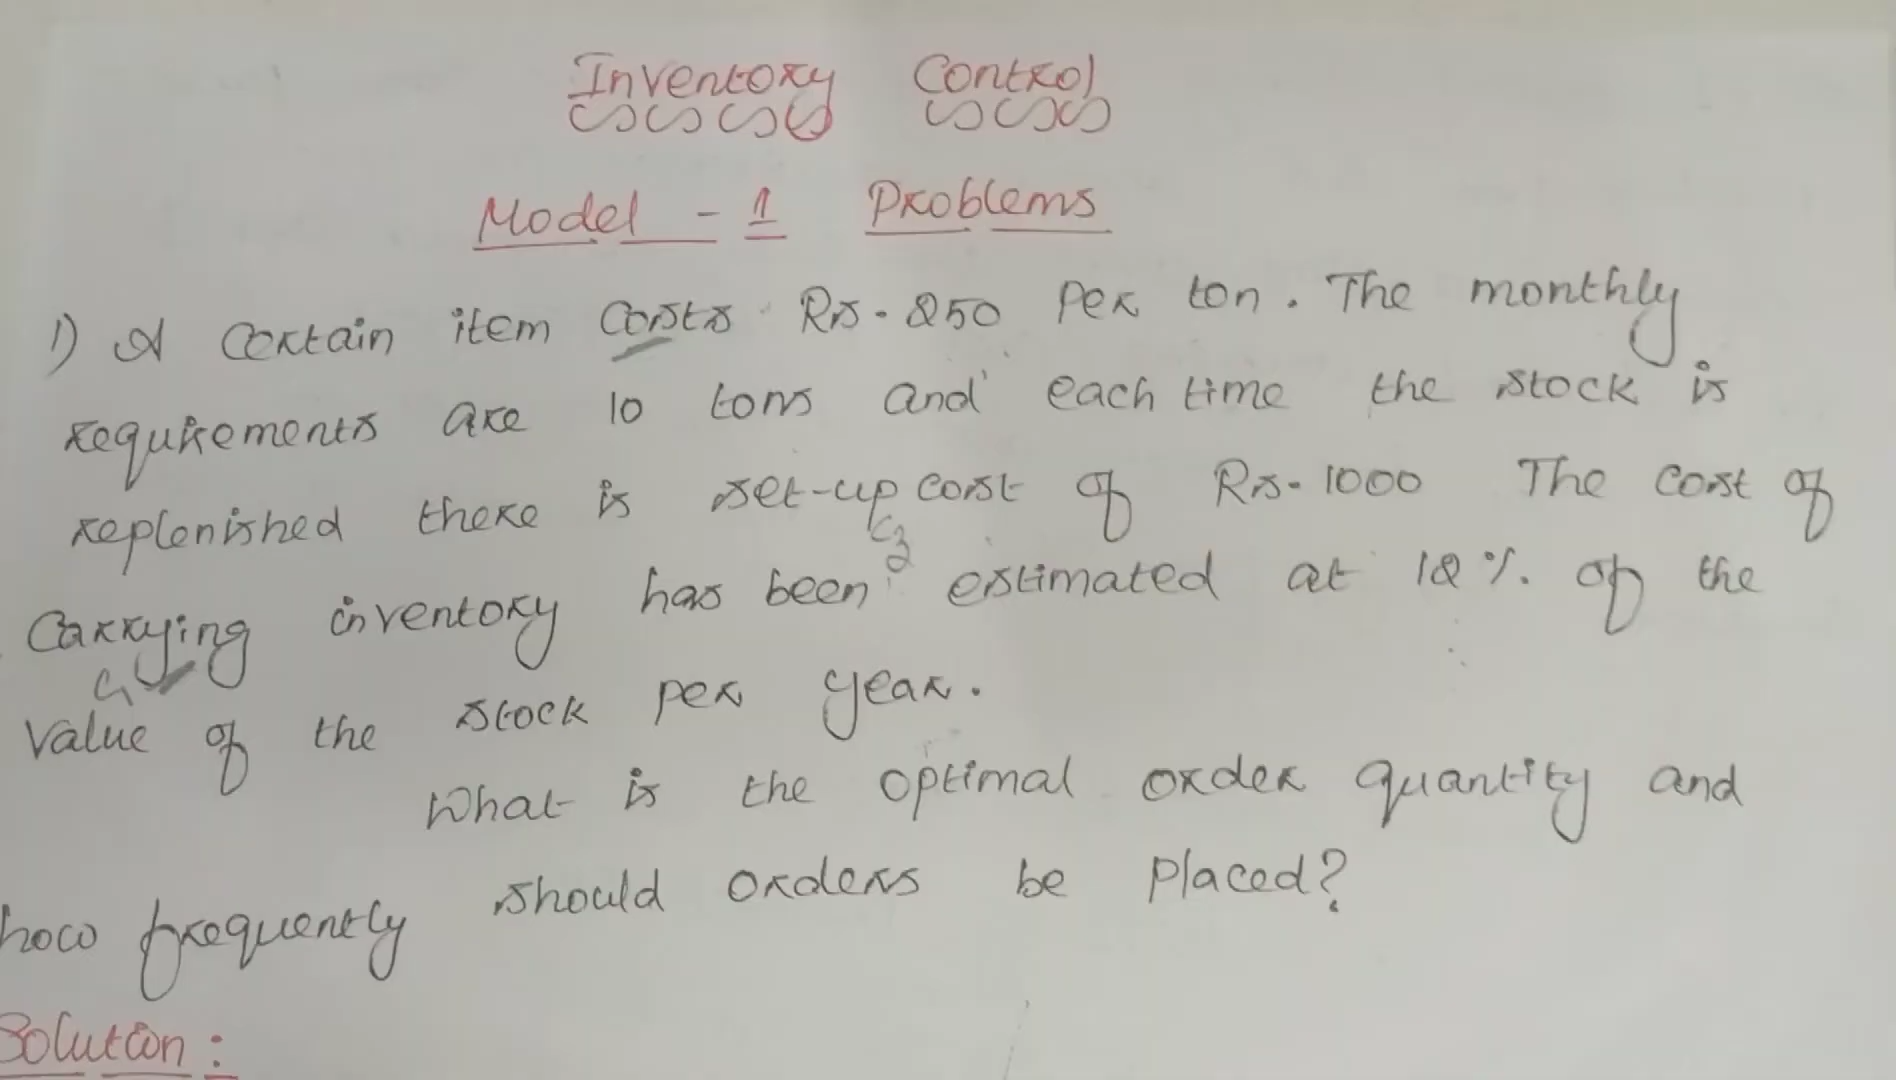 Inventory Control
Model - 1 Problems
1) A Certain item Costs Rs. 250 Per ton. The monthly
requirements are 10 tons and each time the stock is
replenished there is set-up cost of Rs. 1000 The cost of
C3
Carrying inventory has been estimated at 12 %. of the
C1
Value of the stock per year.
What is the optimal order quantity and
how frequently should orders be placed?
Solution: